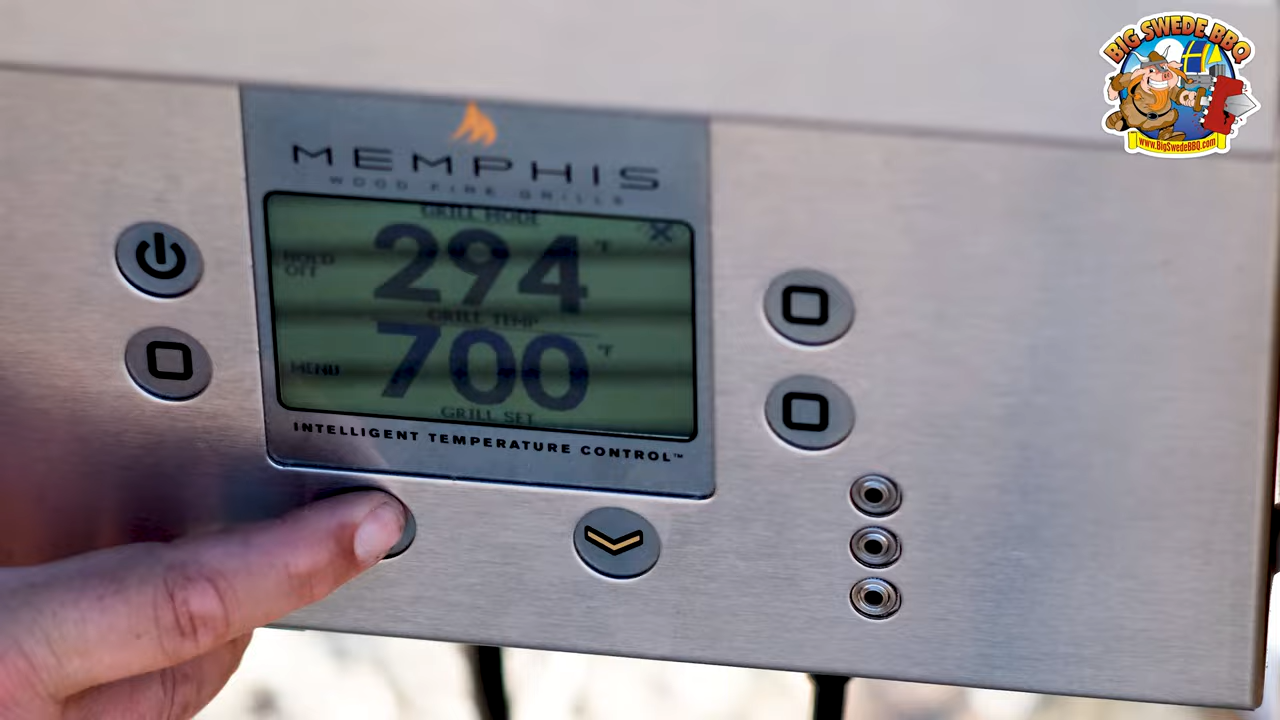 BIG SWEDE BBQ
www.BigSwedeBBQ.com
MEMPHIS
WOOD FIRE GRILLS
GRILL MODE
294 °F
HOLD
OFF
GRILL TEMP
700 °F
MENU
GRILL SET
INTELLIGENT TEMPERATURE CONTROL™